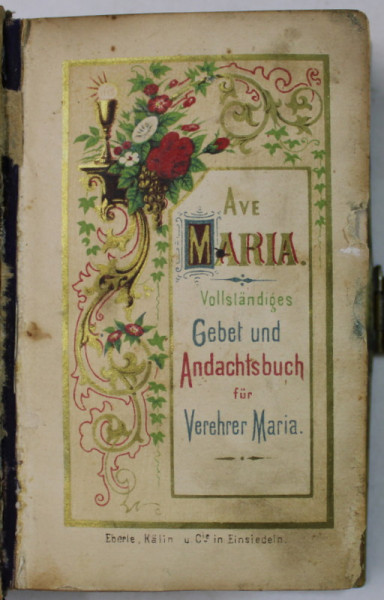 AVE
MARIA.
Vollständiges
Gebet und
Andachtsbuch
für
Verehrer Maria.
Eberle, Kälin u. Cie in Einsiedeln.